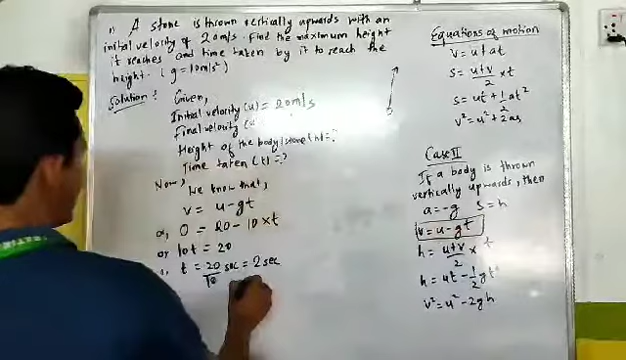 1) A stone is thrown vertically upwards with an
initial velocity of 20m/s. Find the maximum height
it reaches and time taken by it to reach the
height. (g = 10m/s²)
Solution:
Given,
Initial velocity (u) = 20m/s
Final velocity (
Height of the body/stone (h) = ?
Time taken (t) = ?
Now,
We know that,
v = u - gt
or, 0 = 20 - 10 × t
or 10t = 20
t = 20/10 sec = 2 sec
Equations of motion
v = u + at
s = u+v/2 × t
s = ut + 1/2 at²
v² = u² + 2as
Case II
If a body is thrown
vertically upwards, then
a = -g s = h
v = u - gt
h = u+v/2 × t
h = ut - 1/2 gt²
v² = u² - 2gh